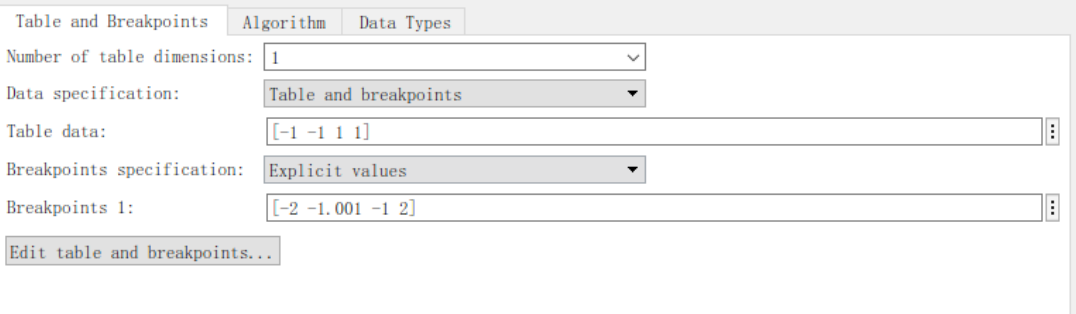 Table and Breakpoints Algorithm Data Types
Number of table dimensions: 1
Data specification: Table and breakpoints
Table data: [-1 -1 1 1]
Breakpoints specification: Explicit values
Breakpoints 1: [-2 -1.001 -1 2]
Edit table and breakpoints...